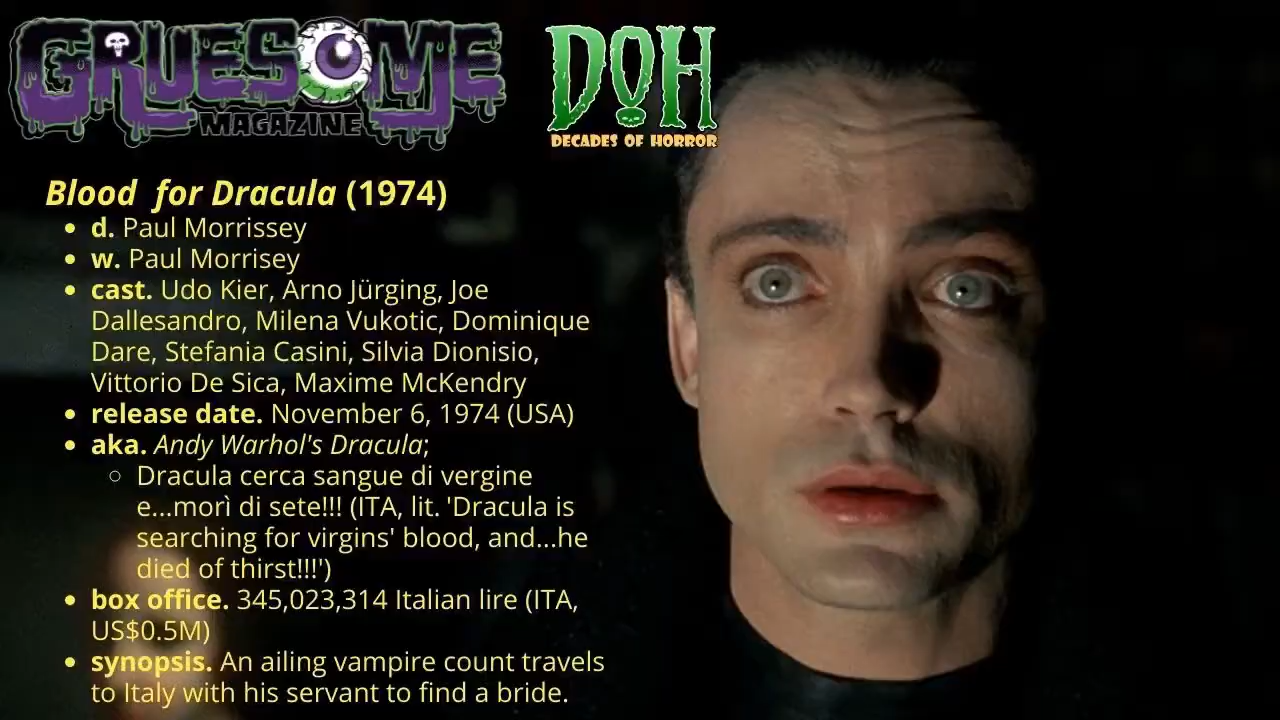 GRUESOME
MAGAZINE
DOH
DECADES OF HORROR
Blood for Dracula (1974)
• d. Paul Morrissey
• w. Paul Morrisey
• cast. Udo Kier, Arno Jürging, Joe
Dallesandro, Milena Vukotic, Dominique
Dare, Stefania Casini, Silvia Dionisio,
Vittorio De Sica, Maxime McKendry
• release date. November 6, 1974 (USA)
• aka. Andy Warhol's Dracula;
○ Dracula cerca sangue di vergine
e...morì di sete!!! (ITA, lit. 'Dracula is
searching for virgins' blood, and...he
died of thirst!!!')
• box office. 345,023,314 Italian lire (ITA,
US$0.5M)
• synopsis. An ailing vampire count travels
to Italy with his servant to find a bride.